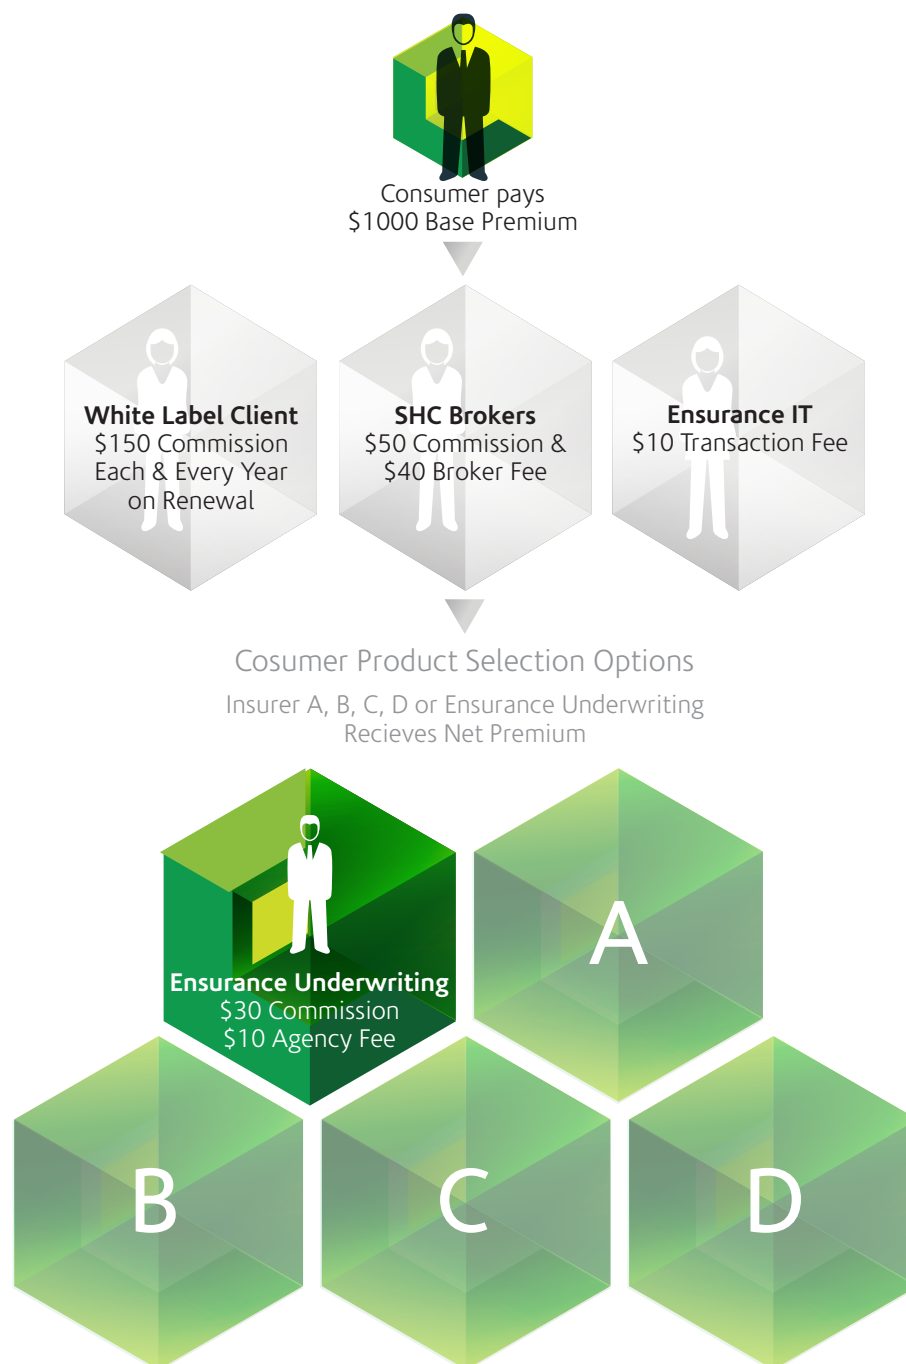 Consumer pays
$1000 Base Premium
White Label Client
$150 Commission
Each & Every Year
on Renewal
SHC Brokers
$50 Commission &
$40 Broker Fee
Ensurance IT
$10 Transaction Fee
Cosumer Product Selection Options
Insurer A, B, C, D or Ensurance Underwriting
Recieves Net Premium
Ensurance Underwriting
$30 Commission
$10 Agency Fee
A
B
C
D